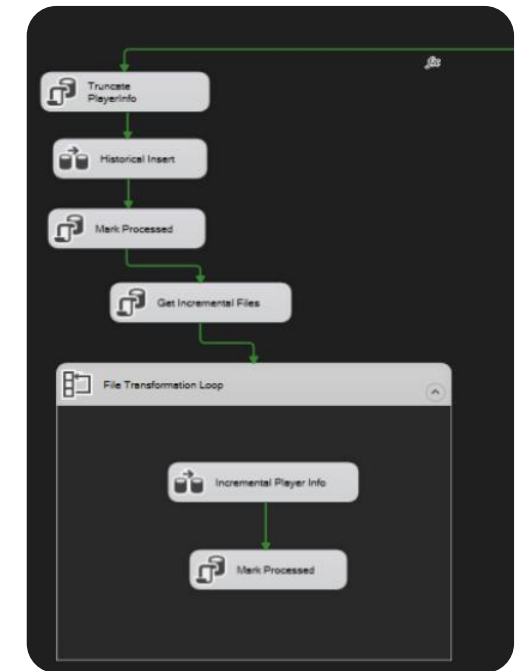 Truncate
PlayerInfo
Historical Insert
Mark Processed
Get Incremental Files
File Transformation Loop
Incremental Player Info
Mark Processed